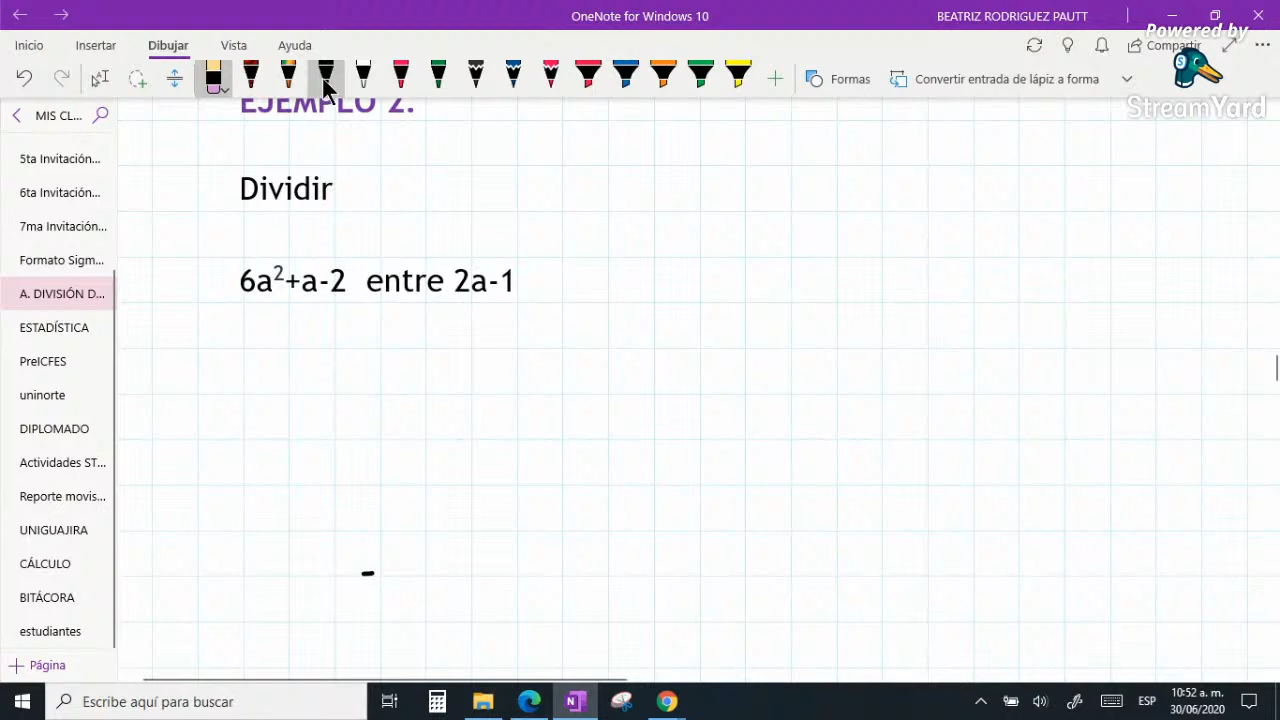 OneNote for Windows 10
BEATRIZ RODRIGUEZ PAUTT
Powered by
Inicio
Insertar
Dibujar
Vista
Ayuda
Compartir
Formas
Convertir entrada de lápiz a forma
StreamYard
MIS CL...
EJEMPLO 2.
5ta Invitación...
6ta Invitación...
7ma Invitación...
Formato Sigm...
A. DIVISIÓN D...
ESTADÍSTICA
PreICFES
uninorte
DIPLOMADO
Actividades ST...
Reporte movis...
UNIGUAJIRA
CÁLCULO
BITÁCORA
estudiantes
Página
Dividir
6a²+a-2 entre 2a-1
Escribe aquí para buscar
ESP
10:52 a. m.
30/06/2020